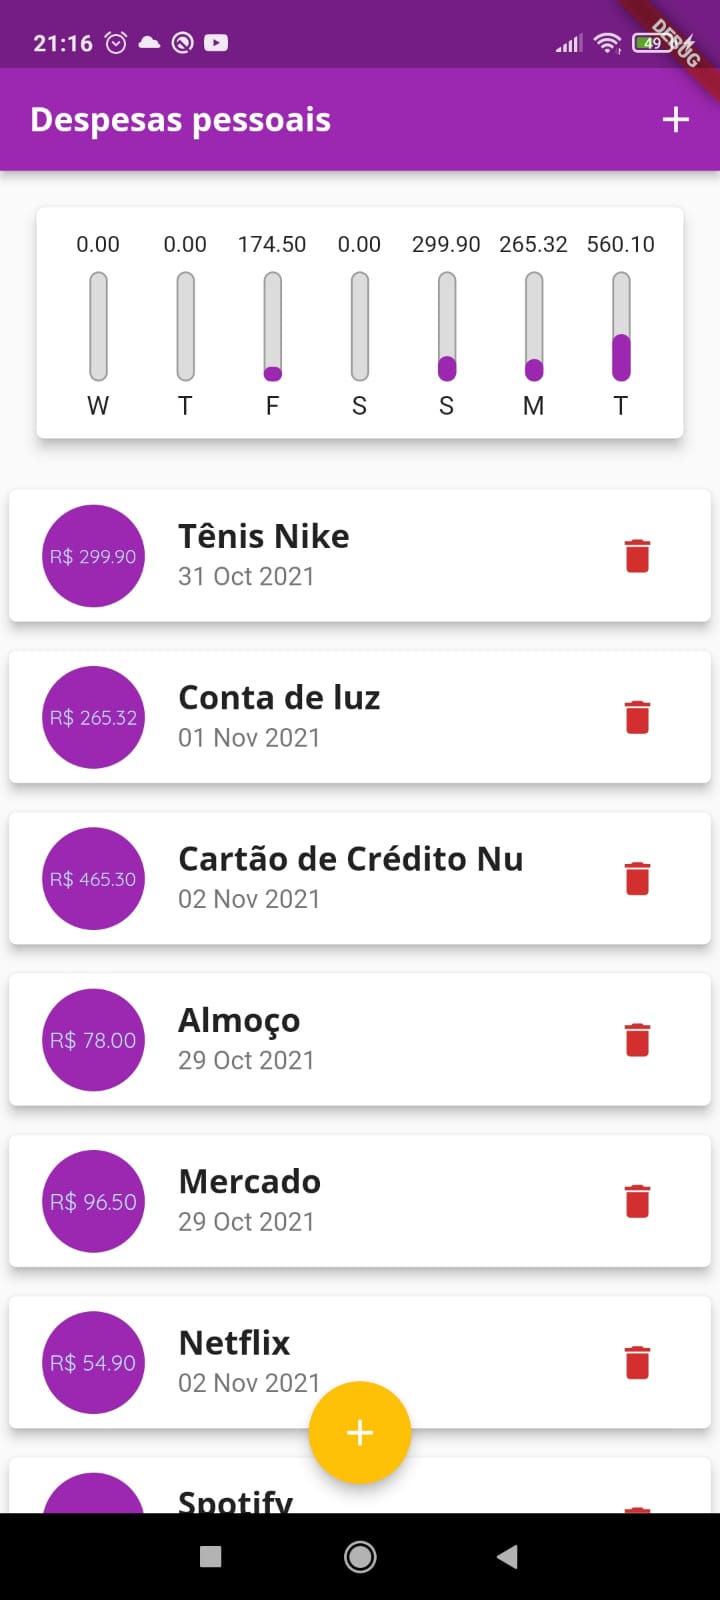 21:16
49
DEBUG
Despesas pessoais
0.00 0.00 174.50 0.00 299.90 265.32 560.10
W T F S S M T
R$ 299.90
Tênis Nike
31 Oct 2021
R$ 265.32
Conta de luz
01 Nov 2021
R$ 465.30
Cartão de Crédito Nu
02 Nov 2021
R$ 78.00
Almoço
29 Oct 2021
R$ 96.50
Mercado
29 Oct 2021
R$ 54.90
Netflix
02 Nov 2021
Spotify